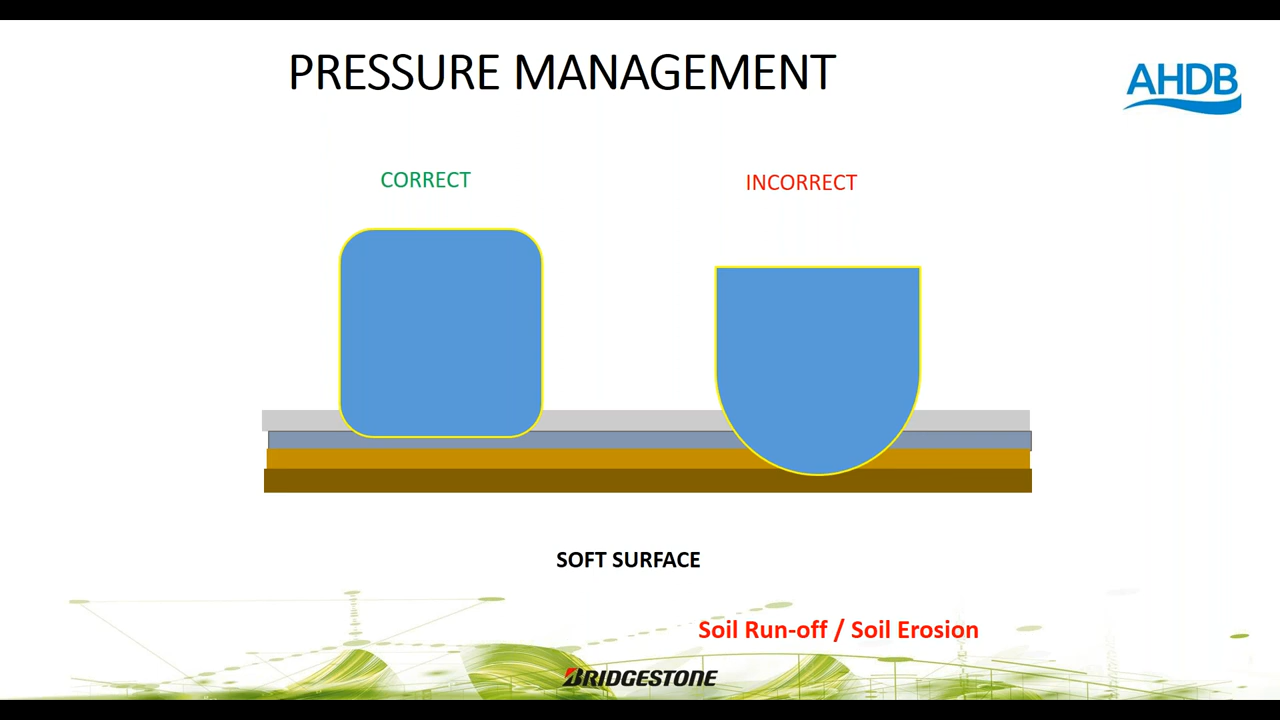 PRESSURE MANAGEMENT
AHDB
CORRECT
INCORRECT
SOFT SURFACE
Soil Run-off / Soil Erosion
BRIDGESTONE